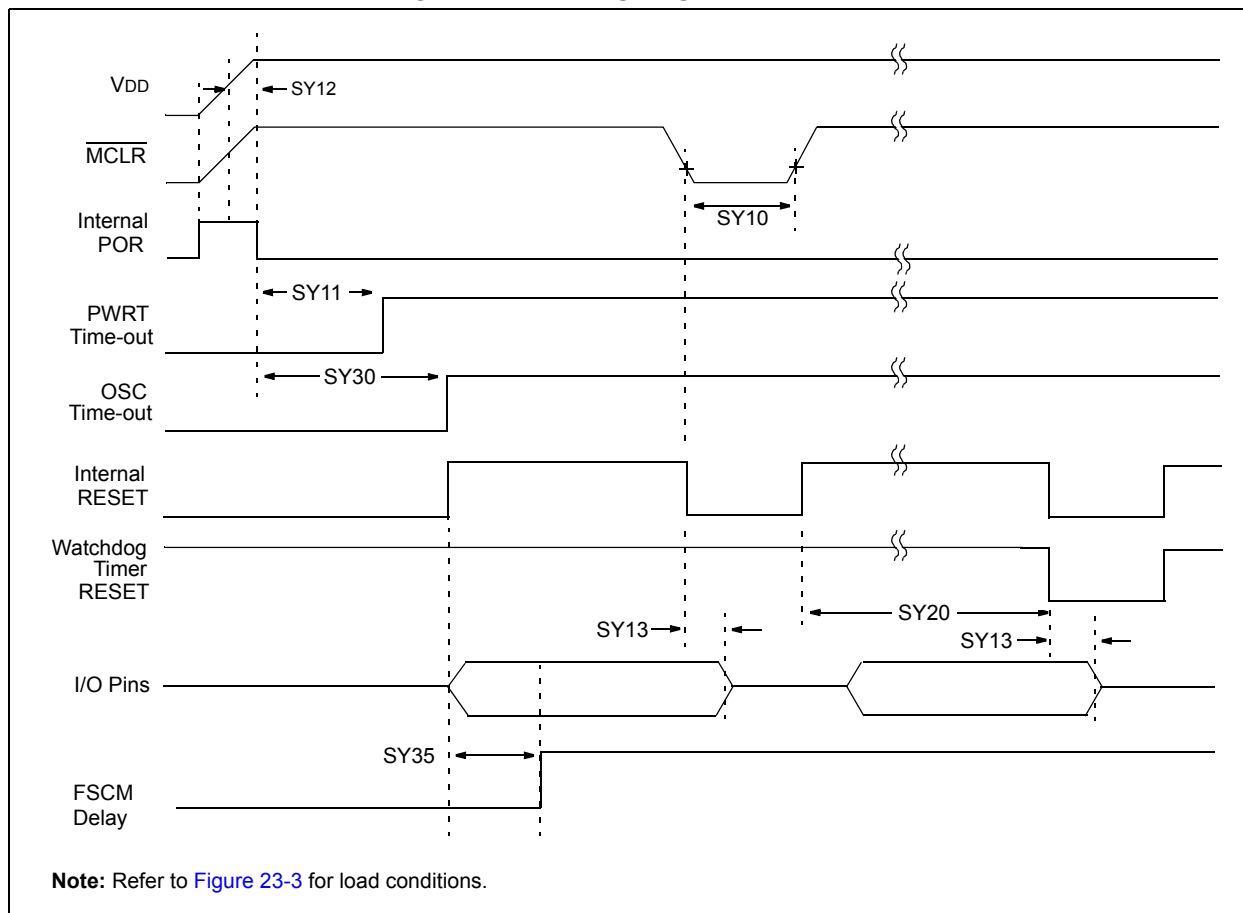 VDD
SY12
MCLR
SY10
Internal
POR
SY11
PWRT
Time-out
SY30
OSC
Time-out
Internal
RESET
Watchdog
Timer
RESET
SY20
SY13
SY13
I/O Pins
SY35
FSCM
Delay
Note: Refer to Figure 23-3 for load conditions.